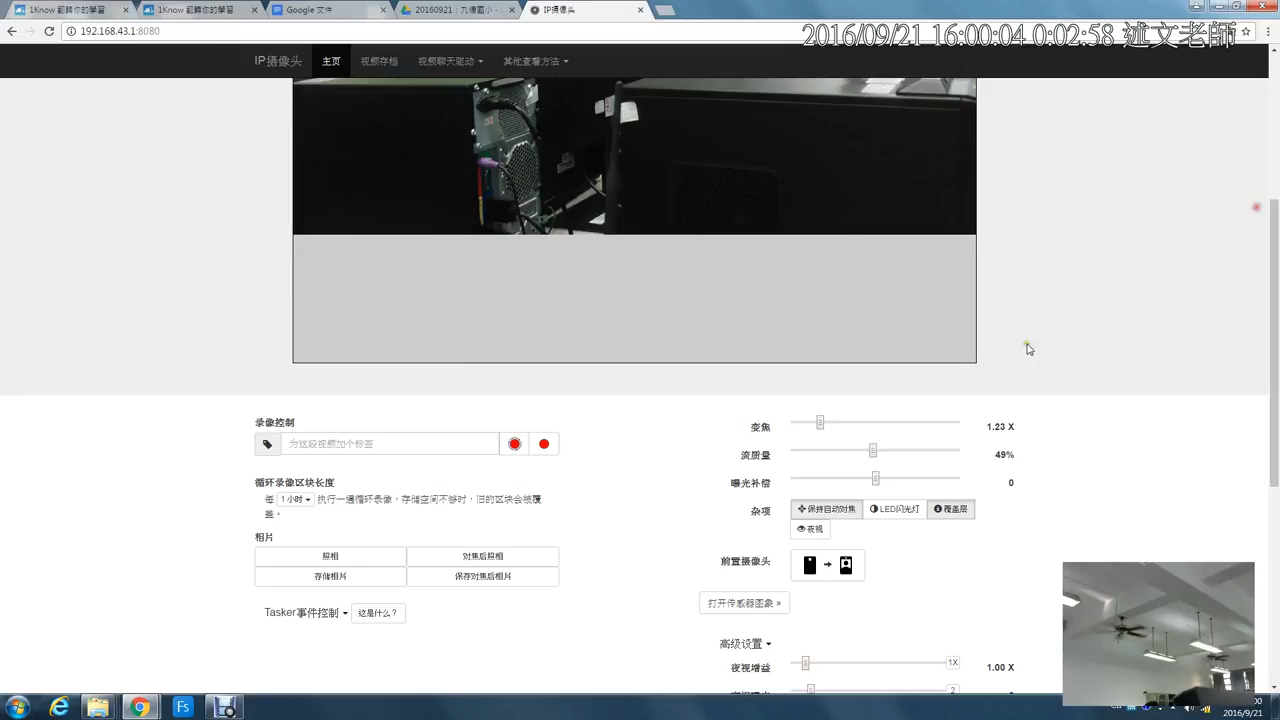 1Know 翻轉你的學習
1Know 翻轉你的學習
Google 文件
20160921：九德國小 -
IP摄像头
192.168.43.1:8080
2016/09/21 16:00:04 0:02:58 述文老師
IP摄像头
主页
视频存档
视频聊天驱动
其他查看方法
录像控制
为这段视频加个标签
循环录像区块长度
每 1 小时 执行一遍循环录像，存储空间不够时，旧的区块会被覆
盖。
相片
照相
对焦后照相
存储相片
保存对焦后相片
Tasker事件控制
这是什么？
变焦
1.23 X
流质量
49%
曝光补偿
0
杂项
保持自动对焦
LED闪光灯
覆盖层
夜视
前置摄像头
打开传感器图象 »
高级设置
夜视增益
1X
1.00 X
2
Fs
2016/9/21